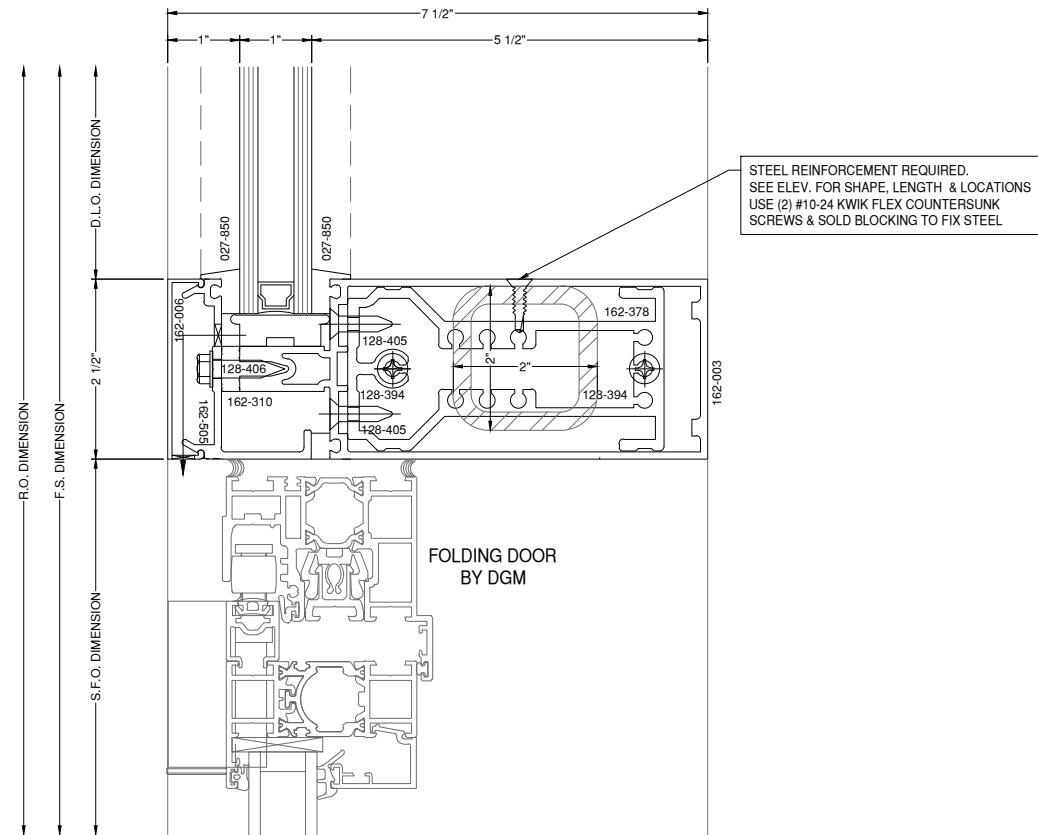 7 1/2"
1"
1"
5 1/2"
R.O. DIMENSION
F.S. DIMENSION
D.L.O. DIMENSION
2 1/2"
S.F.O. DIMENSION
027-850
027-850
STEEL REINFORCEMENT REQUIRED.
SEE ELEV. FOR SHAPE, LENGTH & LOCATIONS
USE (2) #10-24 KWIK FLEX COUNTERSUNK
SCREWS & SOLD BLOCKING TO FIX STEEL
162-006
162-378
128-405
128-406
2"
2"
162-310
128-394
128-394
162-003
162-505
128-405
FOLDING DOOR
BY DGM